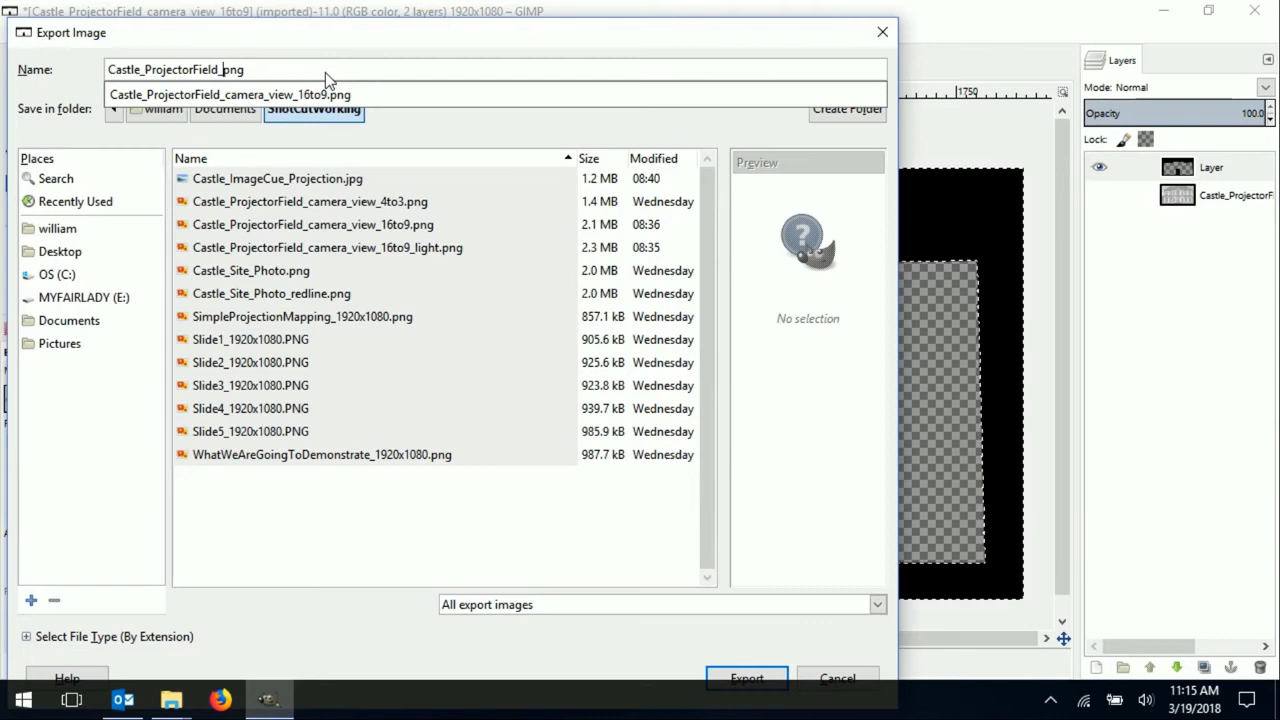 *[Castle_ProjectorField_camera_view_16to9] (imported)-11.0 (RGB color, 2 layers) 1920x1080 – GIMP
Export Image
Name:
Castle_ProjectorField_png
Castle_ProjectorField_camera_view_16to9.png
Save in folder:
william
Documents
ShotCutWorking
Create Folder
Places
Search
Recently Used
william
Desktop
OS (C:)
MYFAIRLADY (E:)
Documents
Pictures
Name Size Modified
Castle_ImageCue_Projection.jpg 1.2 MB 08:40
Castle_ProjectorField_camera_view_4to3.png 1.4 MB Wednesday
Castle_ProjectorField_camera_view_16to9.png 2.1 MB 08:36
Castle_ProjectorField_camera_view_16to9_light.png 2.3 MB 08:35
Castle_Site_Photo.png 2.0 MB Wednesday
Castle_Site_Photo_redline.png 2.0 MB Wednesday
SimpleProjectionMapping_1920x1080.png 857.1 kB Wednesday
Slide1_1920x1080.PNG 905.6 kB Wednesday
Slide2_1920x1080.PNG 925.6 kB Wednesday
Slide3_1920x1080.PNG 923.8 kB Wednesday
Slide4_1920x1080.PNG 939.7 kB Wednesday
Slide5_1920x1080.PNG 985.9 kB Wednesday
WhatWeAreGoingToDemonstrate_1920x1080.png 987.7 kB Wednesday
Preview
?
No selection
All export images
Select File Type (By Extension)
Help
Export
Cancel
1750
Layers
Mode: Normal
Opacity 100.0
Lock:
Layer
Castle_ProjectorF
11:15 AM
3/19/2018